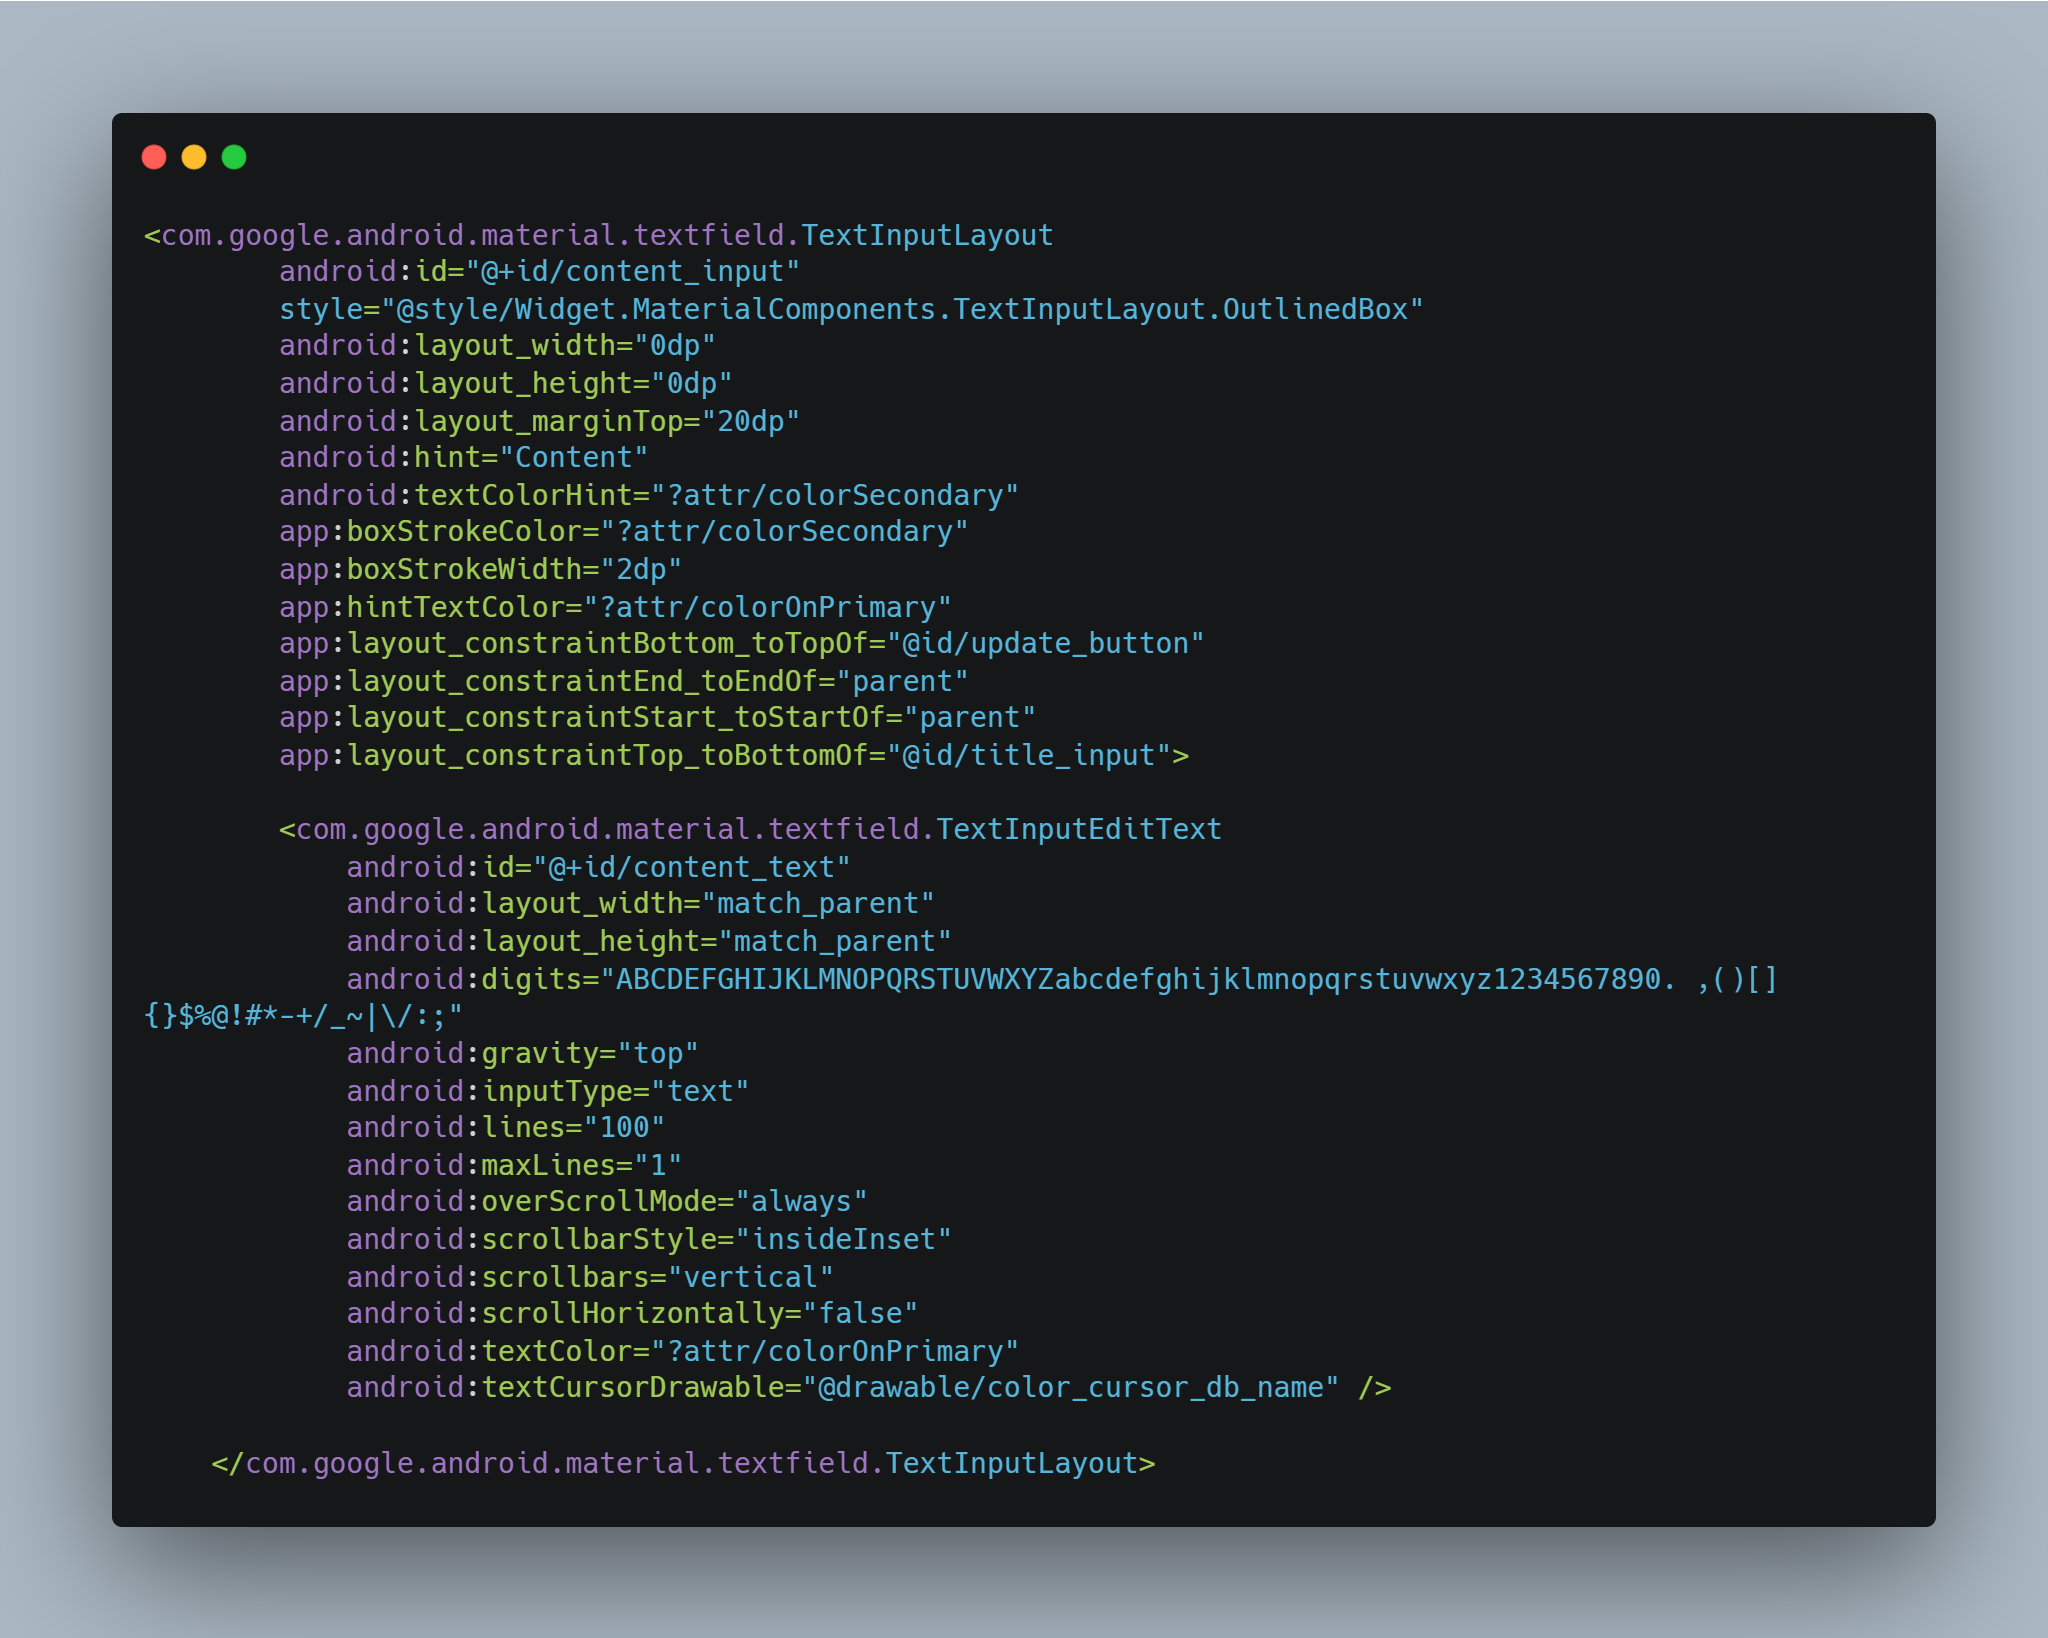 <com.google.android.material.textfield.TextInputLayout
        android:id="@+id/content_input"
        style="@style/Widget.MaterialComponents.TextInputLayout.OutlinedBox"
        android:layout_width="0dp"
        android:layout_height="0dp"
        android:layout_marginTop="20dp"
        android:hint="Content"
        android:textColorHint="?attr/colorSecondary"
        app:boxStrokeColor="?attr/colorSecondary"
        app:boxStrokeWidth="2dp"
        app:hintTextColor="?attr/colorOnPrimary"
        app:layout_constraintBottom_toTopOf="@id/update_button"
        app:layout_constraintEnd_toEndOf="parent"
        app:layout_constraintStart_toStartOf="parent"
        app:layout_constraintTop_toBottomOf="@id/title_input">

        <com.google.android.material.textfield.TextInputEditText
            android:id="@+id/content_text"
            android:layout_width="match_parent"
            android:layout_height="match_parent"
            android:digits="ABCDEFGHIJKLMNOPQRSTUVWXYZabcdefghijklmnopqrstuvwxyz1234567890. ,()[]
{}$%@!#*-+/_~|\/:;"
            android:gravity="top"
            android:inputType="text"
            android:lines="100"
            android:maxLines="1"
            android:overScrollMode="always"
            android:scrollbarStyle="insideInset"
            android:scrollbars="vertical"
            android:scrollHorizontally="false"
            android:textColor="?attr/colorOnPrimary"
            android:textCursorDrawable="@drawable/color_cursor_db_name" />

    </com.google.android.material.textfield.TextInputLayout>